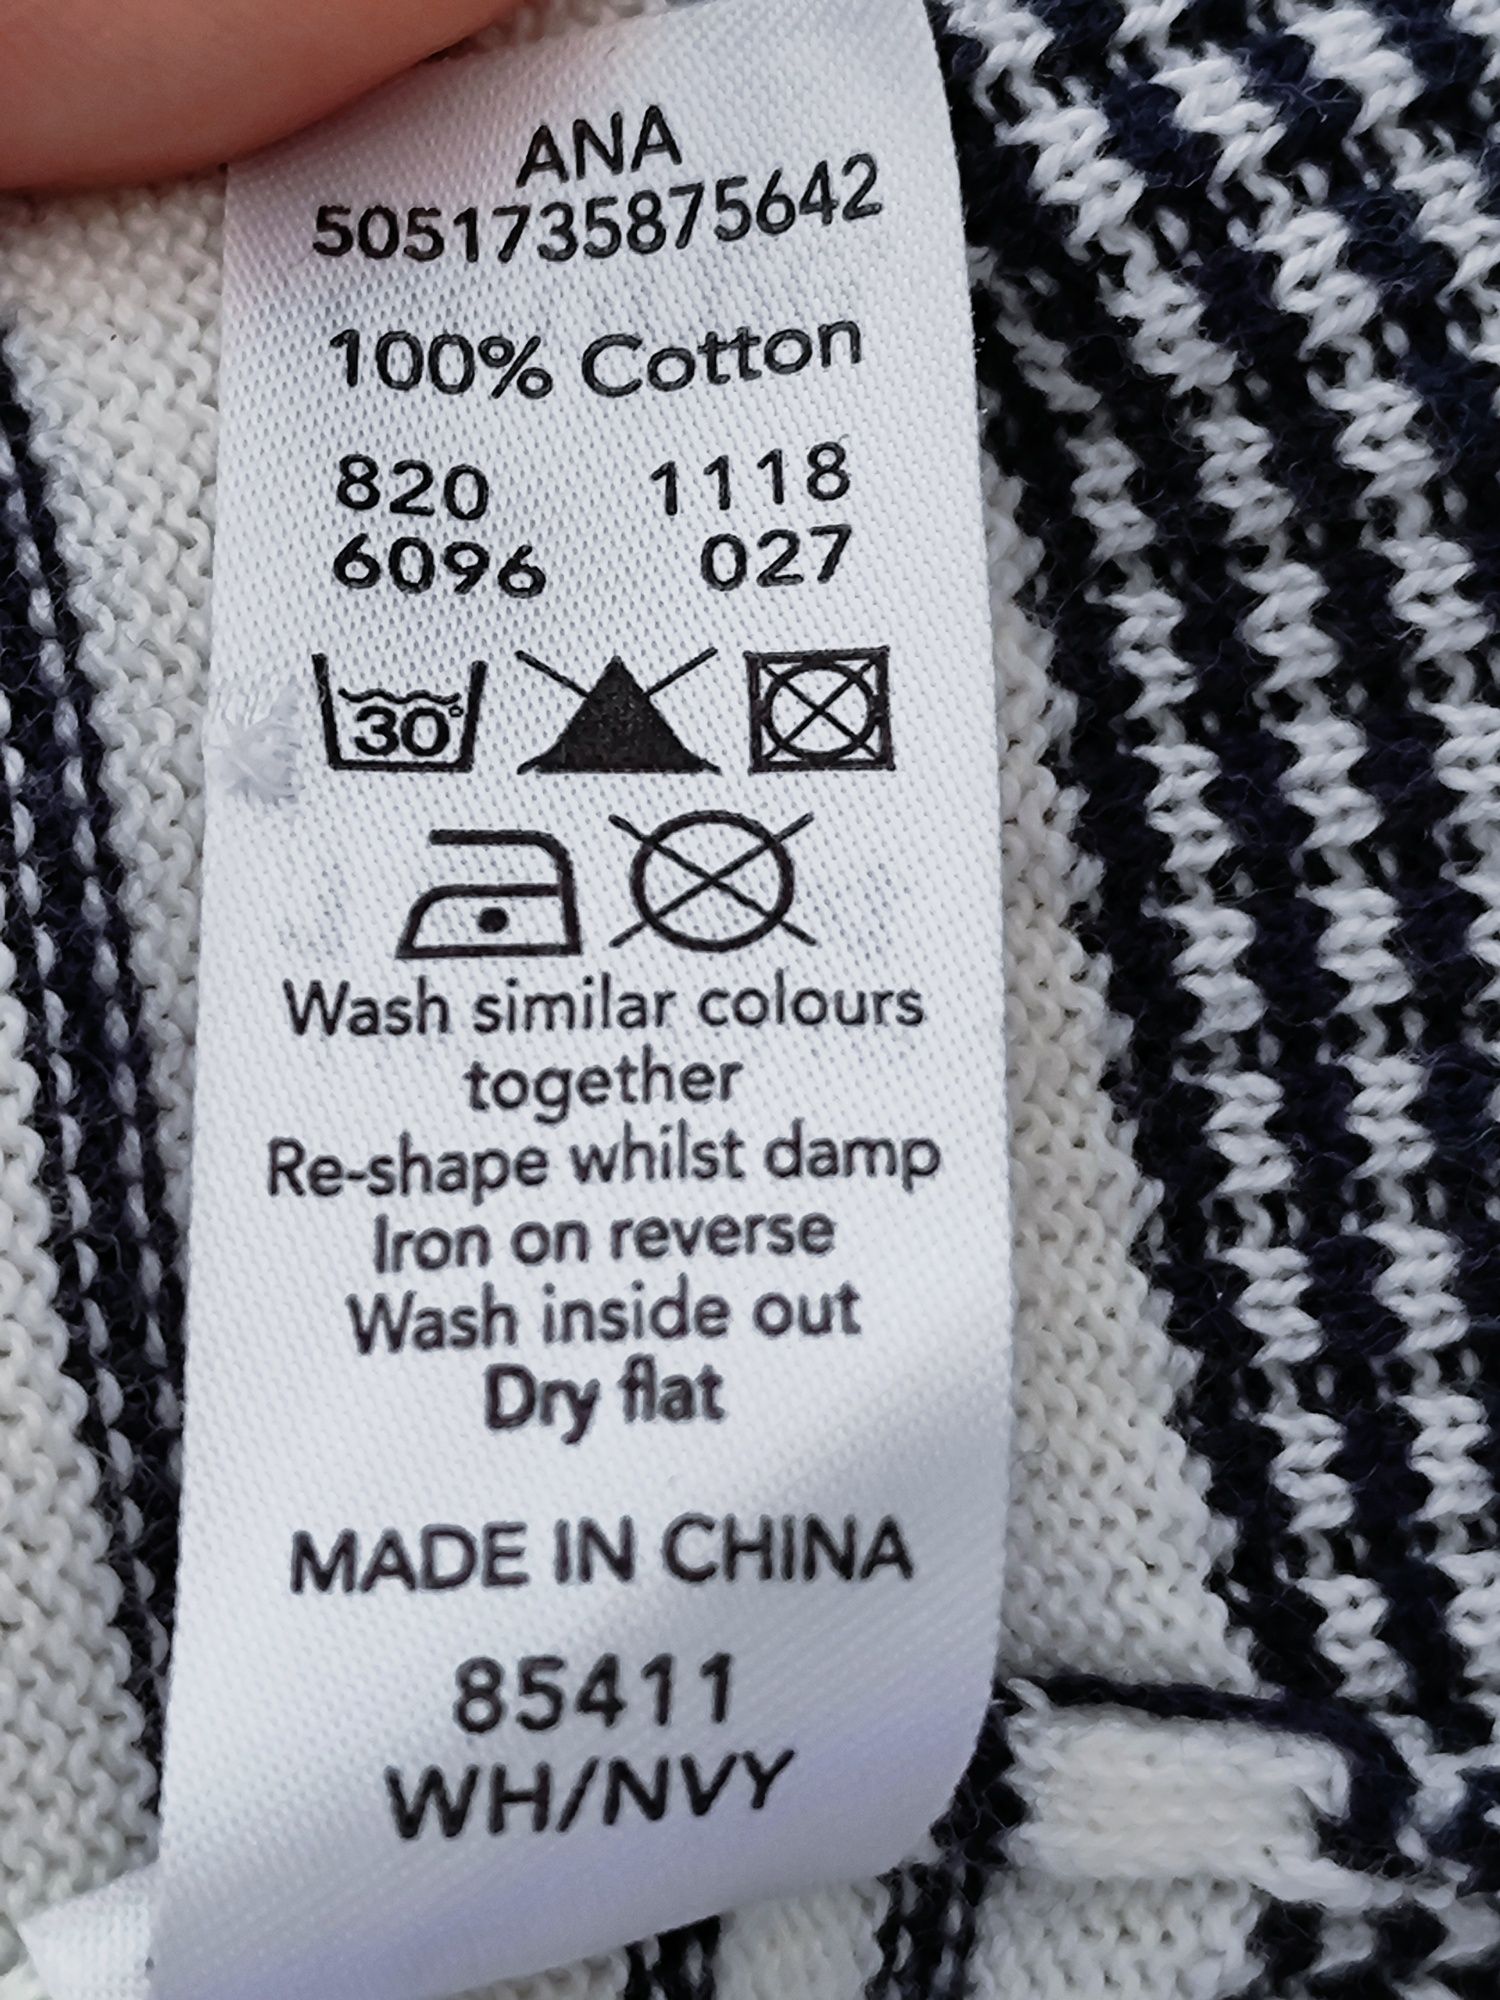 ANA
5051735875642
100% Cotton
820 1118
6096 027
30°
Wash similar colours
together
Re-shape whilst damp
Iron on reverse
Wash inside out
Dry flat
MADE IN CHINA
85411
WH/NVY